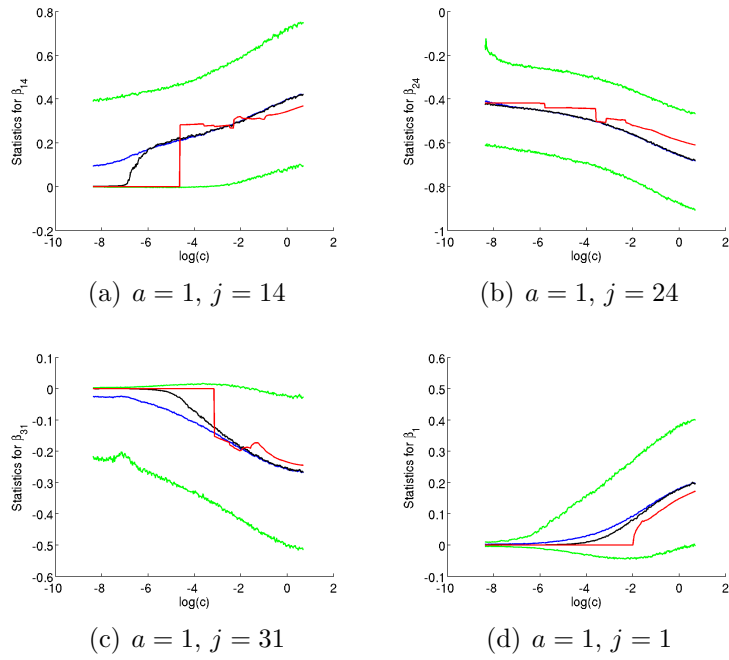 0.8
0.6
0.4
0.2
0
-0.2
Statistics for β14
-10 -8 -6 -4 -2 0 2
log(c)
(a) a = 1, j = 14
0
-0.2
-0.4
-0.6
-0.8
-1
Statistics for β24
-10 -8 -6 -4 -2 0 2
log(c)
(b) a = 1, j = 24
0.1
0
-0.1
-0.2
-0.3
-0.4
-0.5
-0.6
Statistics for β31
-10 -8 -6 -4 -2 0 2
log(c)
(c) a = 1, j = 31
0.6
0.5
0.4
0.3
0.2
0.1
0
-0.1
Statistics for β1
-10 -8 -6 -4 -2 0 2
log(c)
(d) a = 1, j = 1